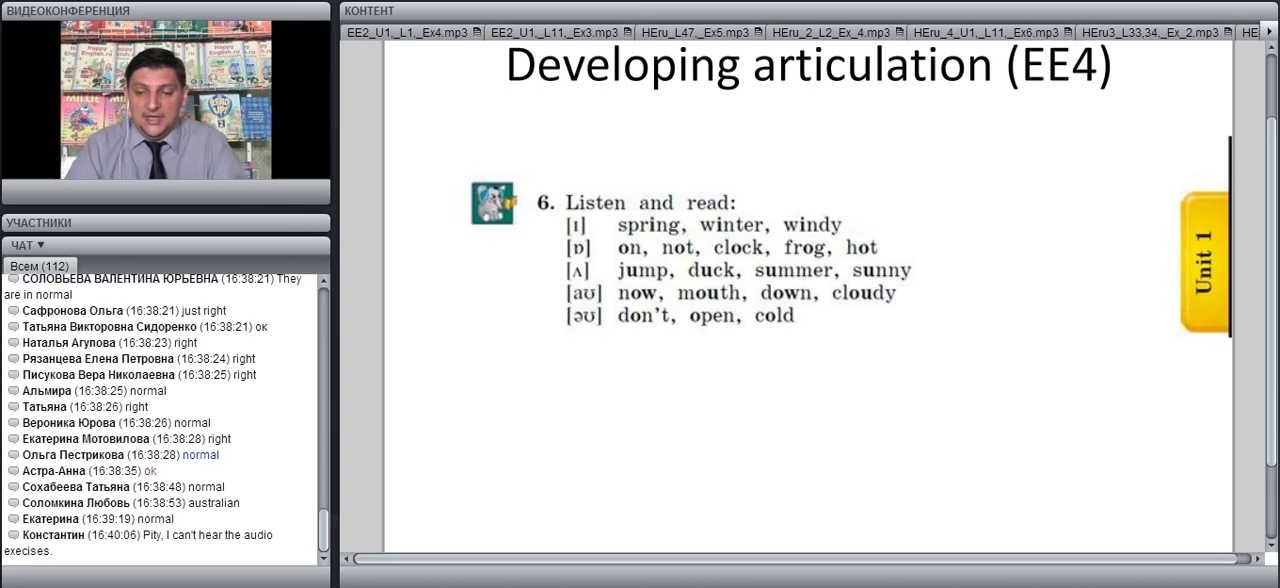 ВИДЕОКОНФЕРЕНЦИЯ
Happy English.ru
Happy English.ru
MILLIE
УЧАСТНИКИ
ЧАТ ▼
Всем (112)
СОЛОВЬЕВА ВАЛЕНТИНА ЮРЬЕВНА (16:38:21) They
are in normal
Сафронова Ольга (16:38:21) just right
Татьяна Викторовна Сидоренко (16:38:21) ок
Наталья Агупова (16:38:23) right
Рязанцева Елена Петровна (16:38:24) right
Писукова Вера Николаевна (16:38:25) right
Альмира (16:38:25) normal
Татьяна (16:38:26) right
Вероника Юрова (16:38:26) normal
Екатерина Мотовилова (16:38:28) right
Ольга Пестрикова (16:38:28) normal
Астра-Анна (16:38:35) ok
Сохабеева Татьяна (16:38:48) normal
Соломкина Любовь (16:38:53) australian
Екатерина (16:39:19) normal
Константин (16:40:06) Pity, I can't hear the audio
execises.
КОНТЕНТ
EE2_U1,_L1,_Ex4.mp3 EE2_U1,_L11,_Ex3.mp3 HEru_L47,_Ex5.mp3 HEru_2_L2_Ex_4.mp3 HEru_4_U1,_L11,_Ex6.mp3 HEru3_L33,34,_Ex_2.mp3 HE
Developing articulation (EE4)
6. Listen and read:
[ɪ] spring, winter, windy
[ɒ] on, not, clock, frog, hot
[ʌ] jump, duck, summer, sunny
[aʊ] now, mouth, down, cloudy
[əʊ] don't, open, cold
Unit 1